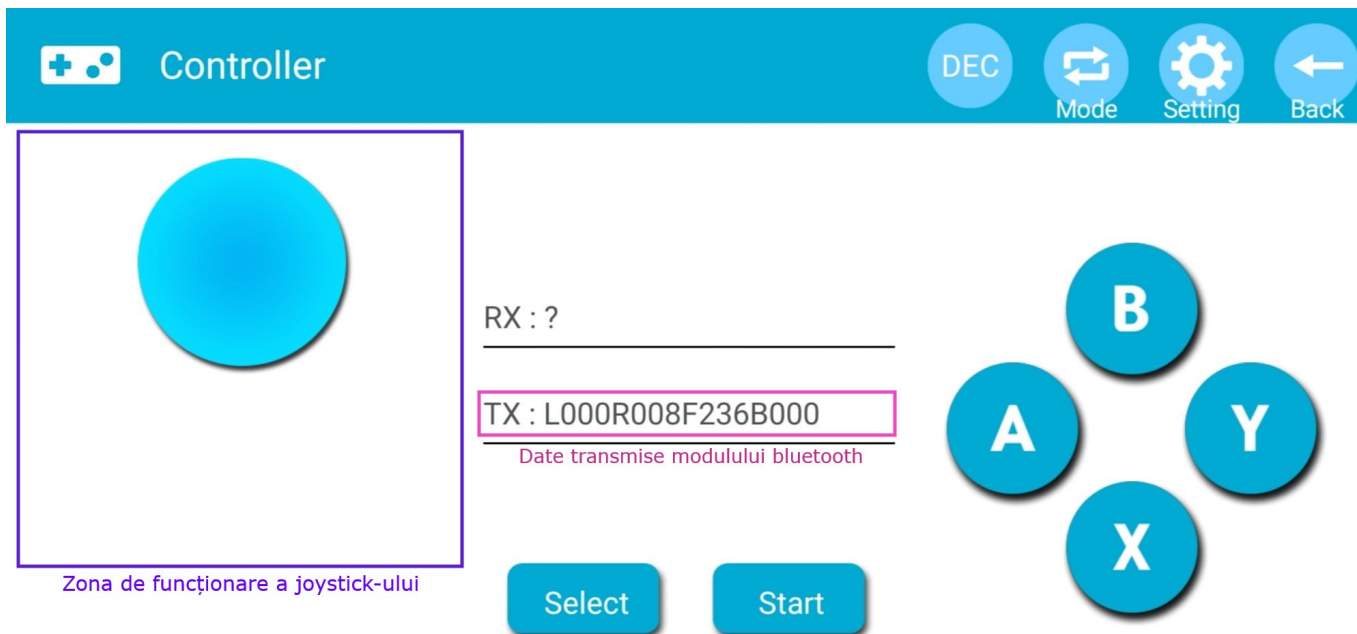 Controller
DEC
Mode
Setting
Back
RX : ?
TX : L000R008F236B000
Date transmise modulului bluetooth
Zona de funcționare a joystick-ului
Select
Start
B
A
Y
X